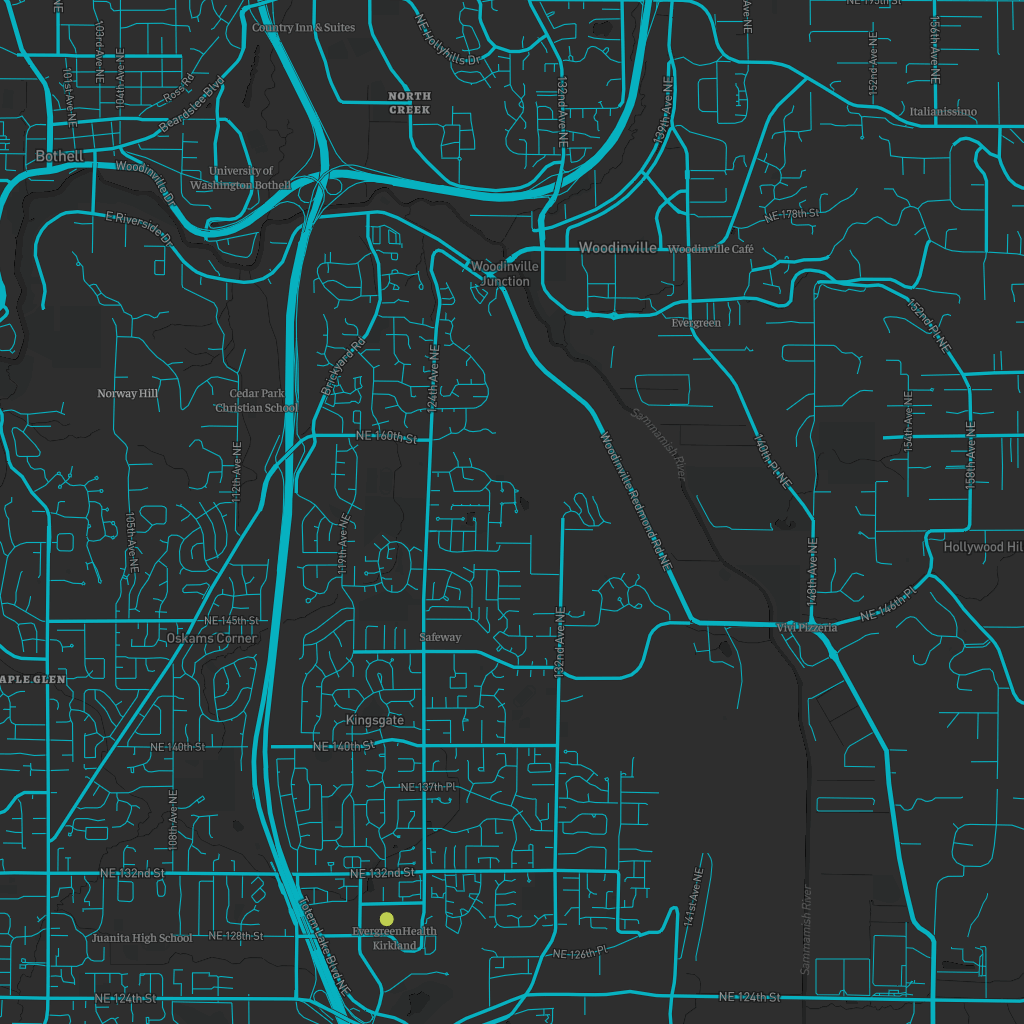 NE 195th St
NE
Ave NE
Country Inn & Suites
NE Hollyhills Dr
103rd Ave NE
104th Ave NE
101st Ave NE
Ross Rd
Beardslee Blvd
NORTH
CREEK
132nd Ave NE
139th Ave NE
152nd Ave NE
156th Ave NE
Italianissimo
Bothell
Woodinville Dr
University of
Washington Bothell
E Riverside Dr
NE 178th St
Woodinville
Woodinville Café
Woodinville
Junction
Evergreen
152nd Pl NE
Brickyard Rd
124th Ave NE
Norway Hill
Cedar Park
Christian School
NE 160th St
Sammamish River
154th Ave NE
158th Ave NE
140th Pl NE
112th Ave NE
Woodinville Redmond Rd NE
105th Ave NE
119th Ave NE
148th Ave NE
Hollywood Hil
NE 146th Pl
NE 145th St
Oskams Corner
Safeway
132nd Ave NE
Vivi Pizzeria
APLE GLEN
Kingsgate
NE 140th St
NE 140th St
NE 137th Pl
108th Ave NE
NE 132nd St
NE 132nd St
141st Ave NE
Sammamish River
Totem Lake Blvd NE
EvergreenHealth
Kirkland
Juanita High School
NE 128th St
NE 126th Pl
NE 124th St
NE 124th St